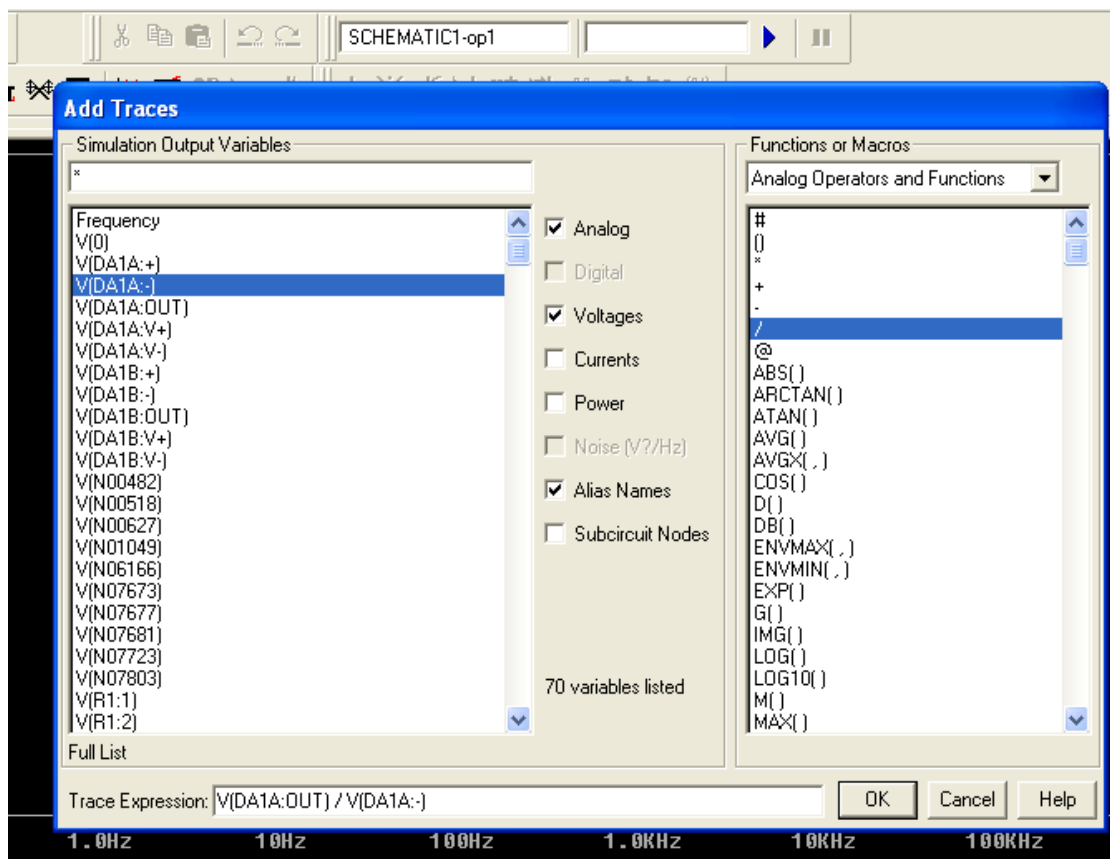 SCHEMATIC1-op1
Add Traces
Simulation Output Variables
*
Frequency
V(0)
V(DA1A:+)
V(DA1A:-)
V(DA1A:OUT)
V(DA1A:V+)
V(DA1A:V-)
V(DA1B:+)
V(DA1B:-)
V(DA1B:OUT)
V(DA1B:V+)
V(DA1B:V-)
V(N00482)
V(N00518)
V(N00627)
V(N01049)
V(N06166)
V(N07673)
V(N07677)
V(N07681)
V(N07723)
V(N07803)
V(R1:1)
V(R1:2)
Full List
Analog
Digital
Voltages
Currents
Power
Noise (V?/Hz)
Alias Names
Subcircuit Nodes
70 variables listed
Functions or Macros
Analog Operators and Functions
#
()
*
+
-
/
@
ABS( )
ARCTAN( )
ATAN( )
AVG( )
AVGX( , )
COS( )
D( )
DB( )
ENVMAX( , )
ENVMIN( , )
EXP( )
G( )
IMG( )
LOG( )
LOG10( )
M( )
MAX( )
Trace Expression: V(DA1A:OUT) / V(DA1A:-)
OK Cancel Help
1.0Hz 10Hz 100Hz 1.0KHz 10KHz 100KHz